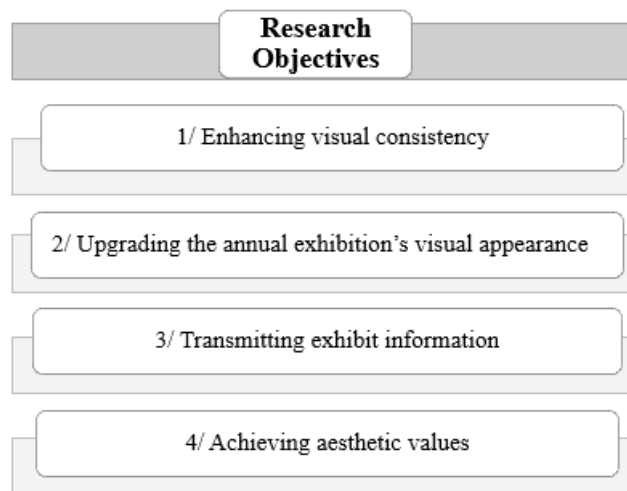 Research
Objectives
1/ Enhancing visual consistency
2/ Upgrading the annual exhibition’s visual appearance
3/ Transmitting exhibit information
4/ Achieving aesthetic values